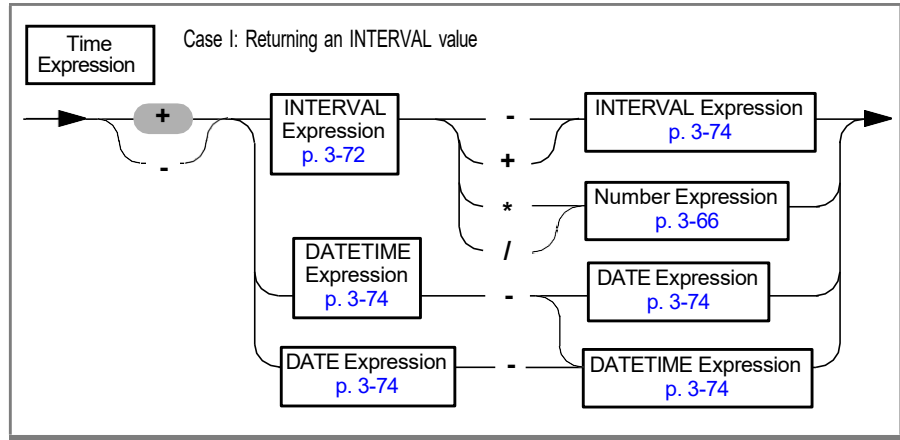 Time
Expression
Case I: Returning an INTERVAL value
+
-
INTERVAL
Expression
p. 3-72
-
+
*
/
INTERVAL Expression
p. 3-74
Number Expression
p. 3-66
DATETIME
Expression
p. 3-74
-
DATE Expression
p. 3-74
DATE Expression
p. 3-74
-
DATETIME Expression
p. 3-74